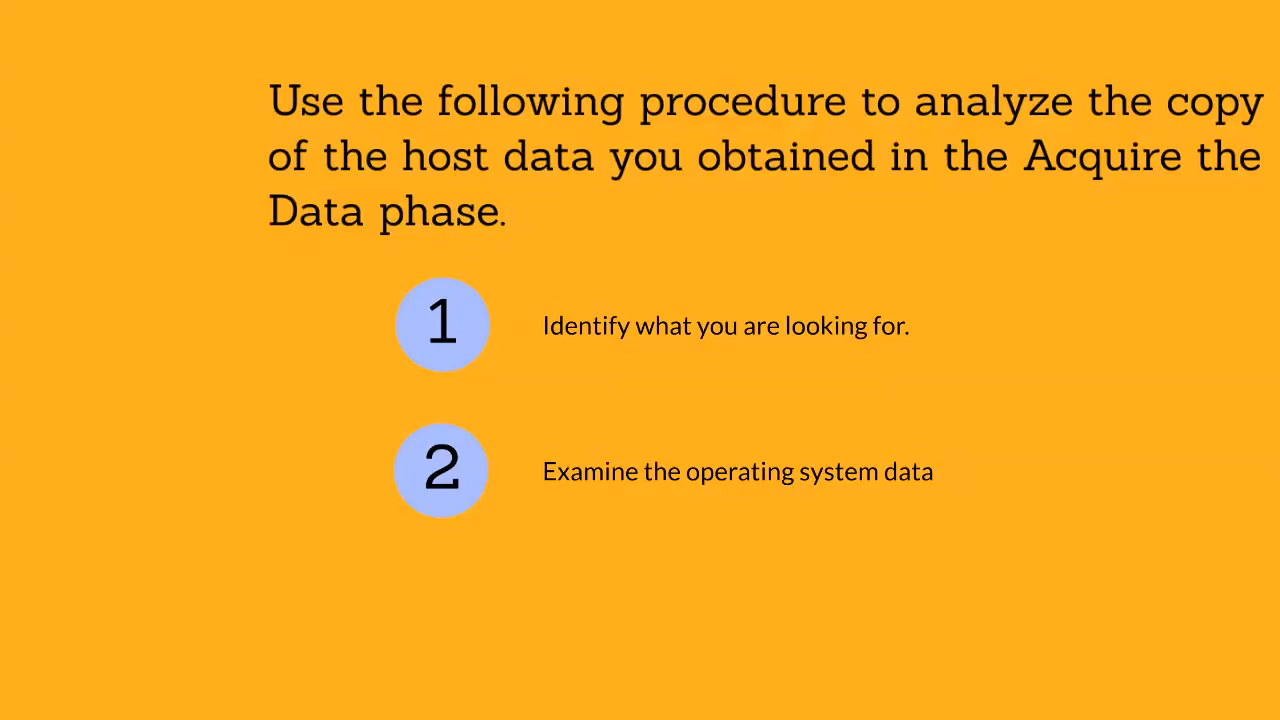 Use the following procedure to analyze the copy
of the host data you obtained in the Acquire the
Data phase.
1
Identify what you are looking for.
2
Examine the operating system data